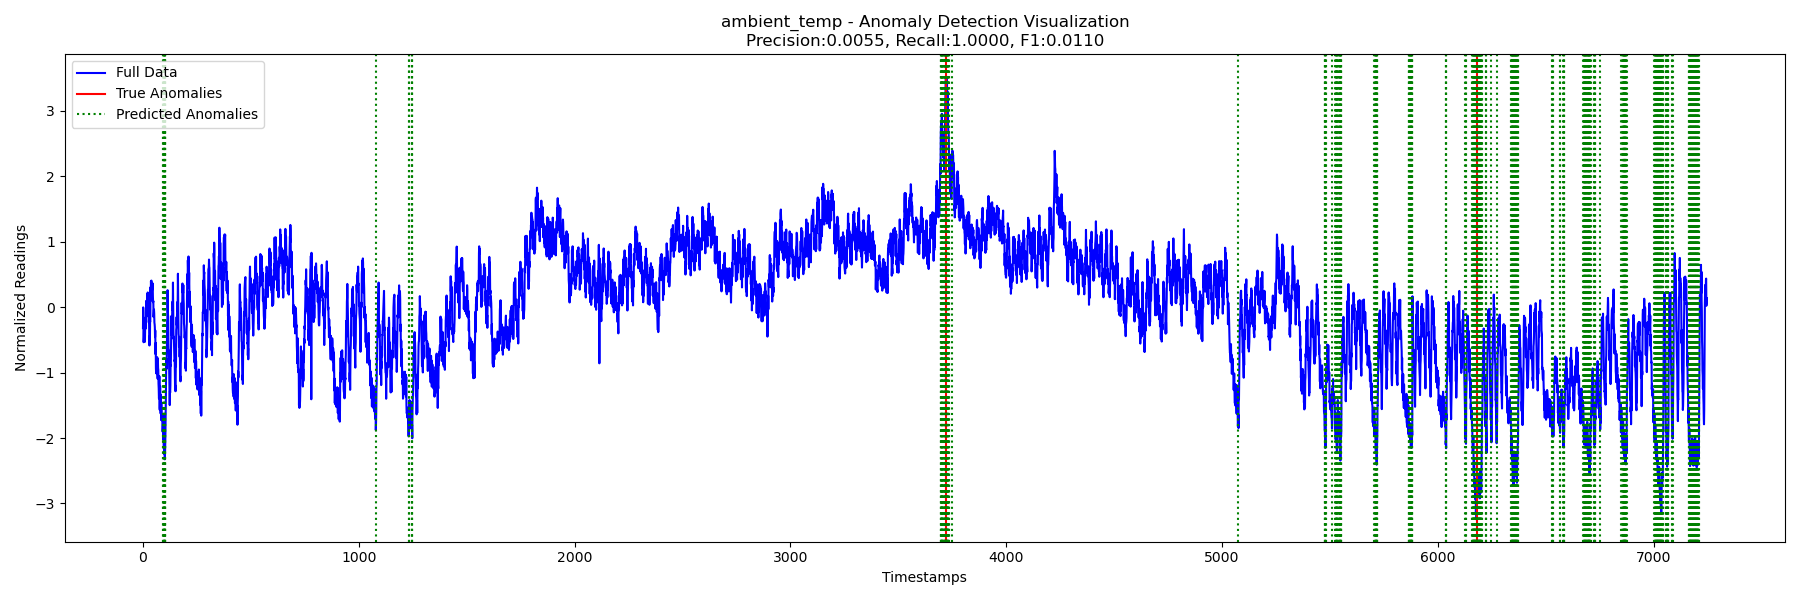 ambient_temp - Anomaly Detection Visualization
Precision:0.0055, Recall:1.0000, F1:0.0110
Full Data
True Anomalies
Predicted Anomalies
Normalized Readings
3
2
1
0
−1
−2
−3
0 1000 2000 3000 4000 5000 6000 7000
Timestamps